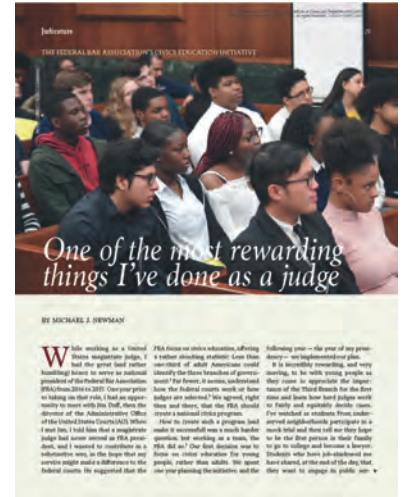 Judicature
THE FEDERAL BAR ASSOCIATION'S CIVICS EDUCATION INITIATIVE
One of the most rewarding
things I've done as a judge
BY MICHAEL J. NEWMAN
While working as a United
States magistrate judge, I
had the great (and rather
humbling) honor to serve as national
president of the Federal Bar Association
(FBA) from 2016 to 2017. One year prior
to taking on that role, I had an oppor-
tunity to meet with Jim Duff, then the
director of the Administrative Office
of the United States Courts (AO). When
I met Jim, I told him that a magistrate
judge had never served as FBA presi-
dent, and I wanted to contribute in a
substantive way, in the hope that my
service might make a difference to the
federal courts. He suggested that the
FBA focus on civics education, offering
a rather shocking statistic: Less than
one-third of adult Americans could
identify the three branches of govern-
ment. Far fewer, it seems, understand
how the federal courts work or how
judges are selected. We agreed, right
then and there, that the FBA should
create a national civics program.
How to create such a program (and
make it successful) was a much harder
question, but working as a team, the
FBA did so. Our first decision was to
focus on civics education for young
people, rather than adults. We spent
one year planning the initiative, and the
following year — the year of my presi-
dency — we implemented our plan.
It is incredibly rewarding, and very
moving, to be with young people as
they come to appreciate the impor-
tance of the Third Branch for the first
time and learn how hard judges work
to fairly and equitably decide cases.
I've watched as students from under-
served neighborhoods participate in a
mock trial and then tell me they hope
to be the first person in their family
to go to college and become a lawyer.
Students who have job-shadowed me
have shared, at the end of the day, that
they want to engage in public ser-